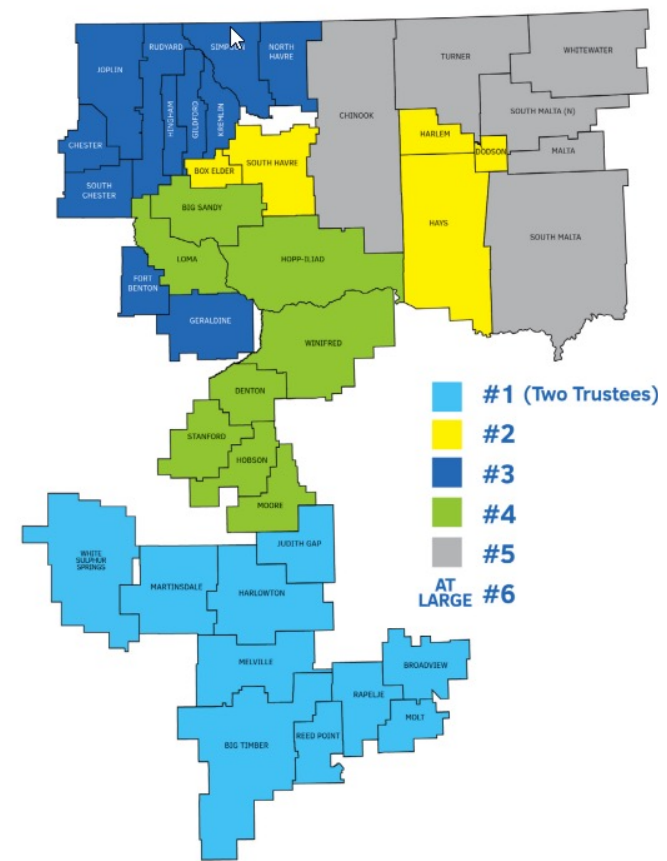 JOPLIN
RUDYARD
NORTH
HAVRE
HINGHAM
GILDFORD
KREMLIN
CHESTER
SOUTH
CHESTER
CHINOOK
TURNER
WHITEWATER
SOUTH MALTA (N)
HARLEM
DODSON
MALTA
BOX ELDER
SOUTH HAVRE
BIG SANDY
HAYS
SOUTH MALTA
LOMA
HOPP-ILIAD
FORT
BENTON
GERALDINE
WINIFRED
DENTON
STANFORD
HOBSON
MOORE
#1 (Two Trustees)
#2
#3
#4
#5
AT
LARGE #6
WHITE
SULPHUR
SPRINGS
JUDITH GAP
MARTINSDALE
HARLOWTON
MELVILLE
BROADVIEW
RAPELJE
MOLT
REED POINT
BIG TIMBER